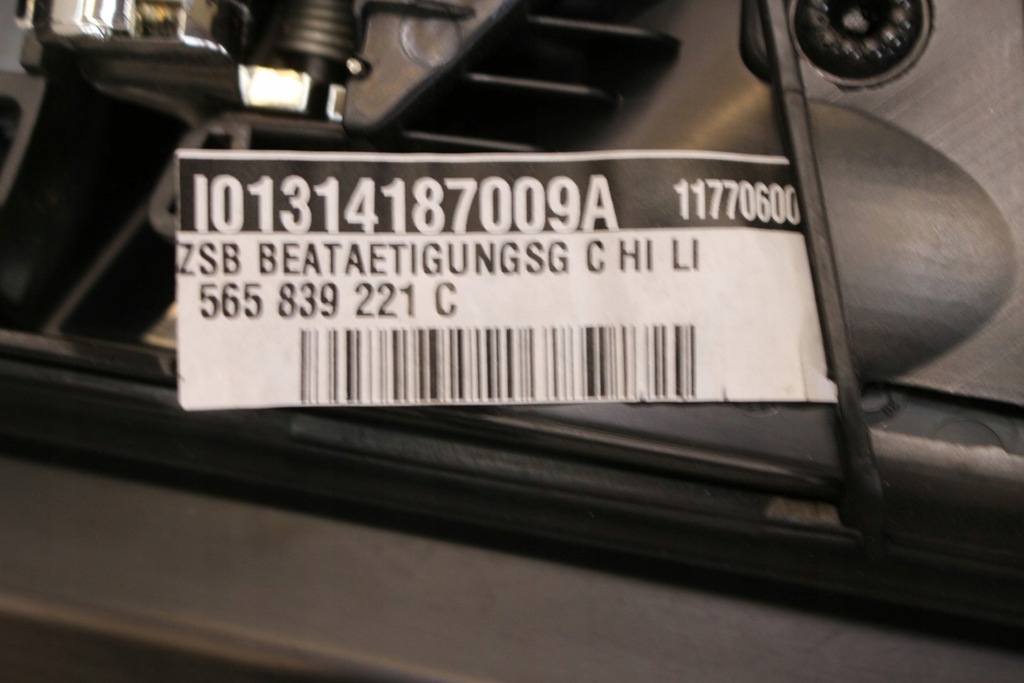 I01314187009A 11770600
ZSB BEATAETIGUNGSG C HI LI
565 839 221 C